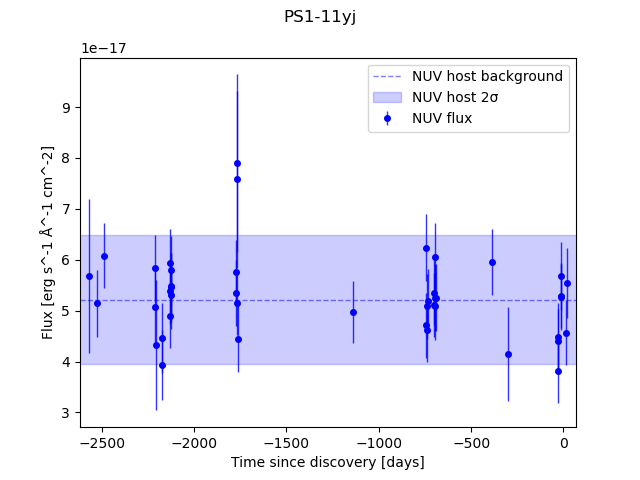 PS1-11yj
1e−17
NUV host background
NUV host 2σ
NUV flux
9
8
7
6
5
4
3
Flux [erg s^-1 Å^-1 cm^-2]
−2500 −2000 −1500 −1000 −500 0
Time since discovery [days]